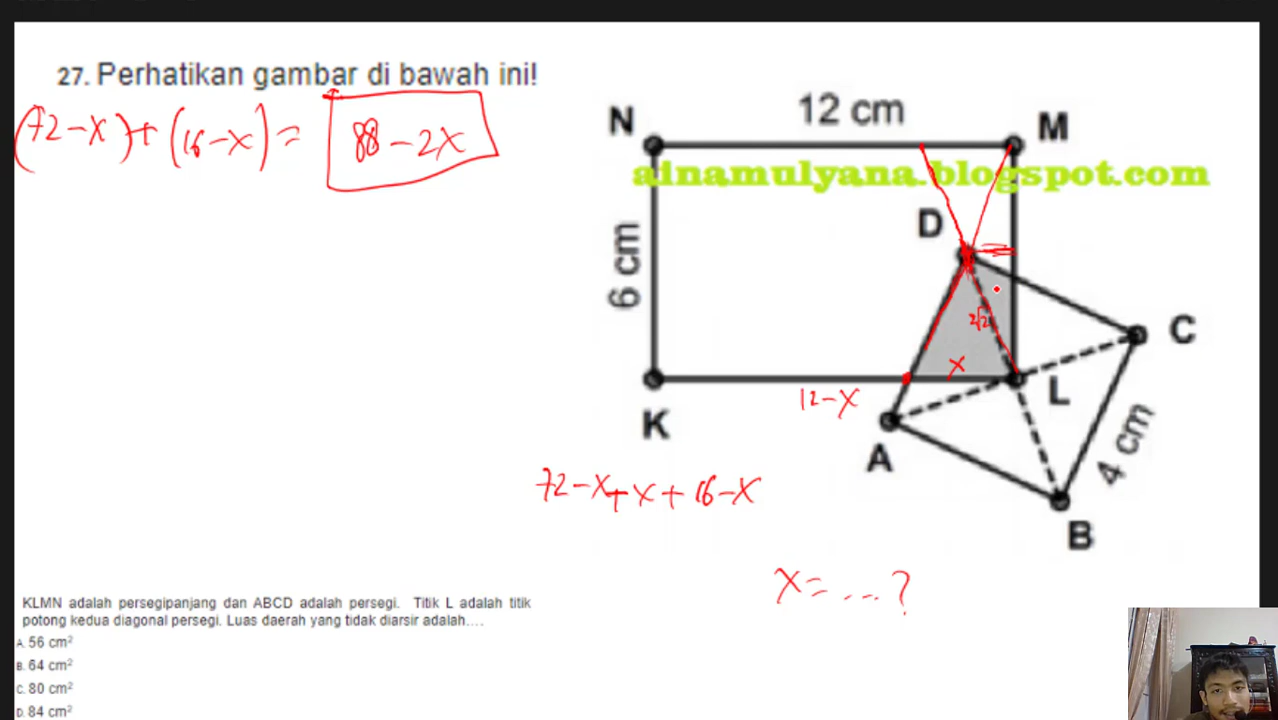 27. Perhatikan gambar di bawah ini!
(72-x)+(16-x)= 88-2x
12 cm
N
M
ainamulyana.blogspot.com
D
6 cm
2√2
C
x
L
12-x
K
A
4 cm
72-x+x+16-x
B
x=...?
KLMN adalah persegipanjang dan ABCD adalah persegi. Titik L adalah titik
potong kedua diagonal persegi. Luas daerah yang tidak diarsir adalah....
A. 56 cm²
B. 64 cm²
C. 80 cm²
D. 84 cm²